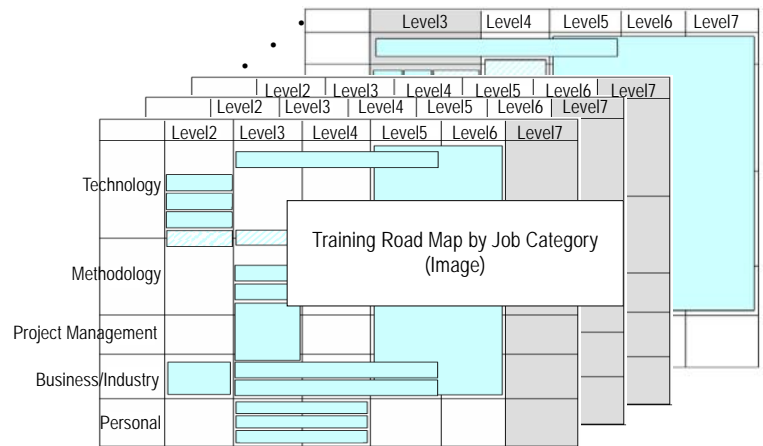 Level3 Level4 Level5 Level6 Level7
Level2 Level3 Level4 Level5 Level6 Level7
Level2 Level3 Level4 Level5 Level6 Level7
Level2 Level3 Level4 Level5 Level6 Level7
Technology
Training Road Map by Job Category
(Image)
Methodology
Project Management
Business/Industry
Personal